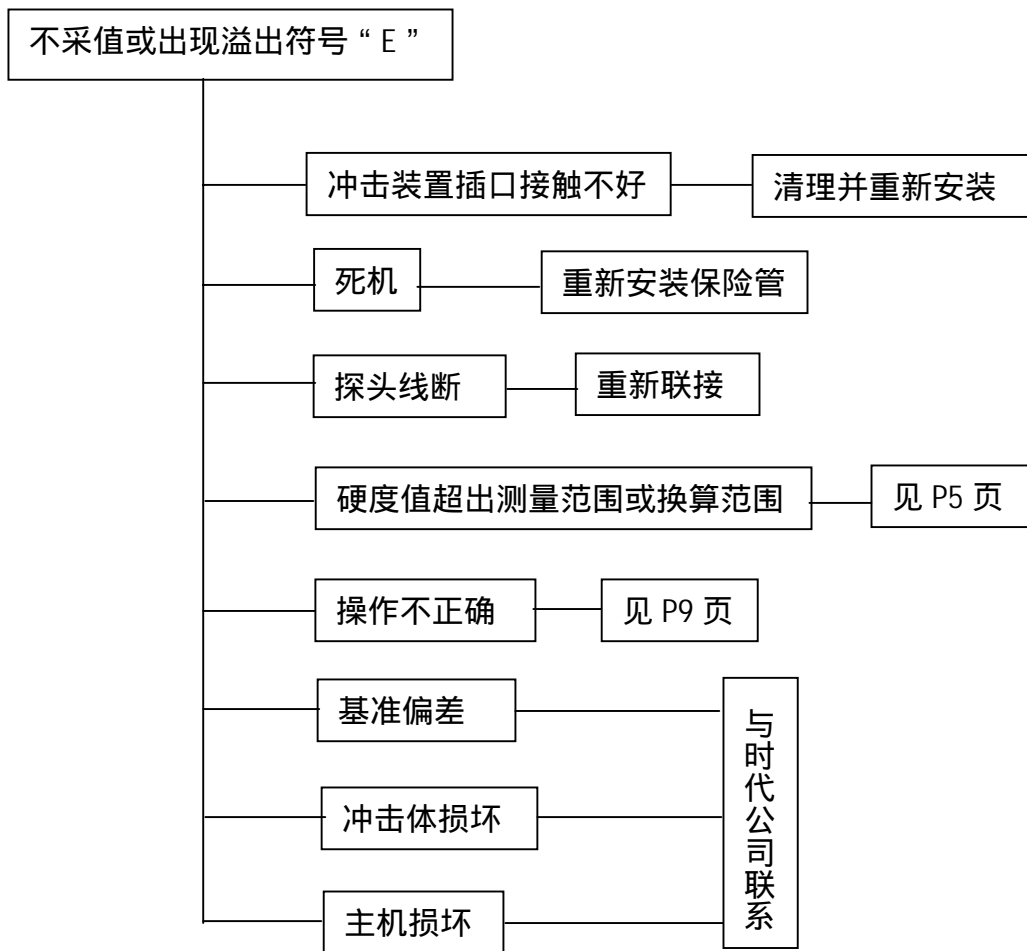 不采值或出现溢出符号“E”
冲击装置插口接触不好
清理并重新安装
死机
重新安装保险管
探头线断
重新联接
硬度值超出测量范围或换算范围
见 P5 页
操作不正确
见 P9 页
基准偏差
冲击体损坏
主机损坏
与时代公司联系